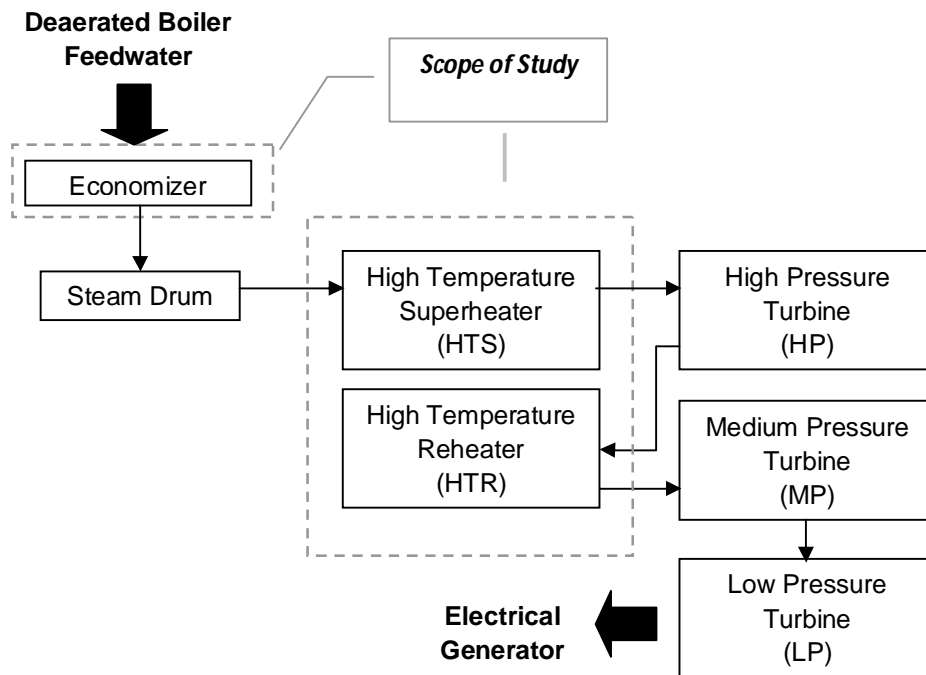 Deaerated Boiler
Feedwater
Scope of Study
Economizer
Steam Drum
High Temperature
Superheater
(HTS)
High Pressure
Turbine
(HP)
High Temperature
Reheater
(HTR)
Medium Pressure
Turbine
(MP)
Low Pressure
Turbine
(LP)
Electrical
Generator